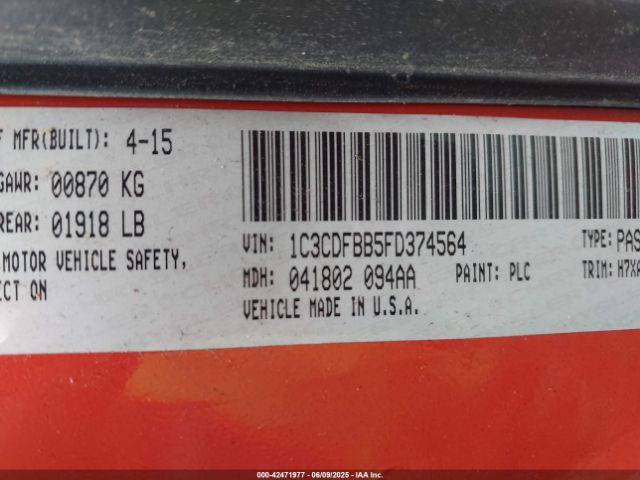 F MFR(BUILT): 4-15
GAWR: 00870 KG
REAR: 01918 LB
MOTOR VEHICLE SAFETY,
ECT ON
VIN: 1C3CDFBB5FD374564 TYPE: PAS
MDH: 041802 094AA PAINT: PLC TRIM: H7XA
VEHICLE MADE IN U.S.A.
000-42471977 - 06/09/2025 - IAA Inc.